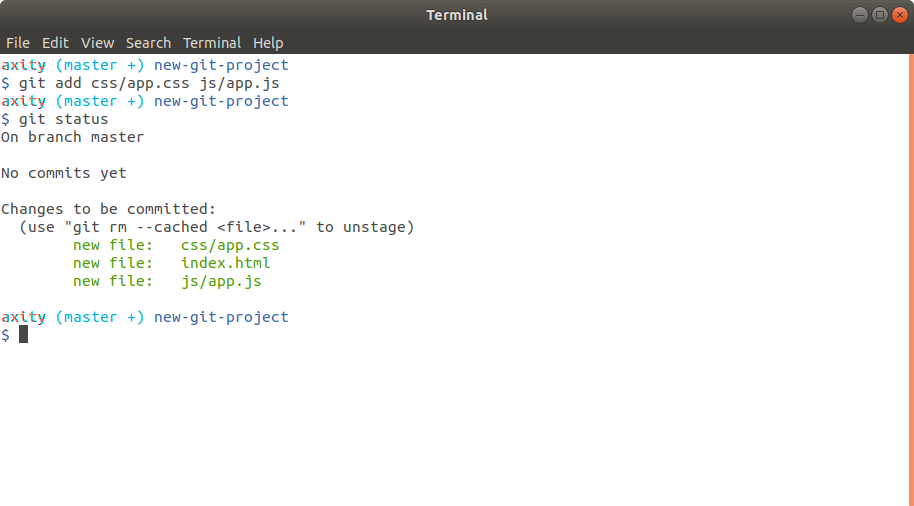 Terminal
File Edit View Search Terminal Help
axity (master +) new-git-project
$ git add css/app.css js/app.js
axity (master +) new-git-project
$ git status
On branch master
No commits yet
Changes to be committed:
(use "git rm --cached <file>..." to unstage)
new file: css/app.css
new file: index.html
new file: js/app.js
axity (master +) new-git-project
$